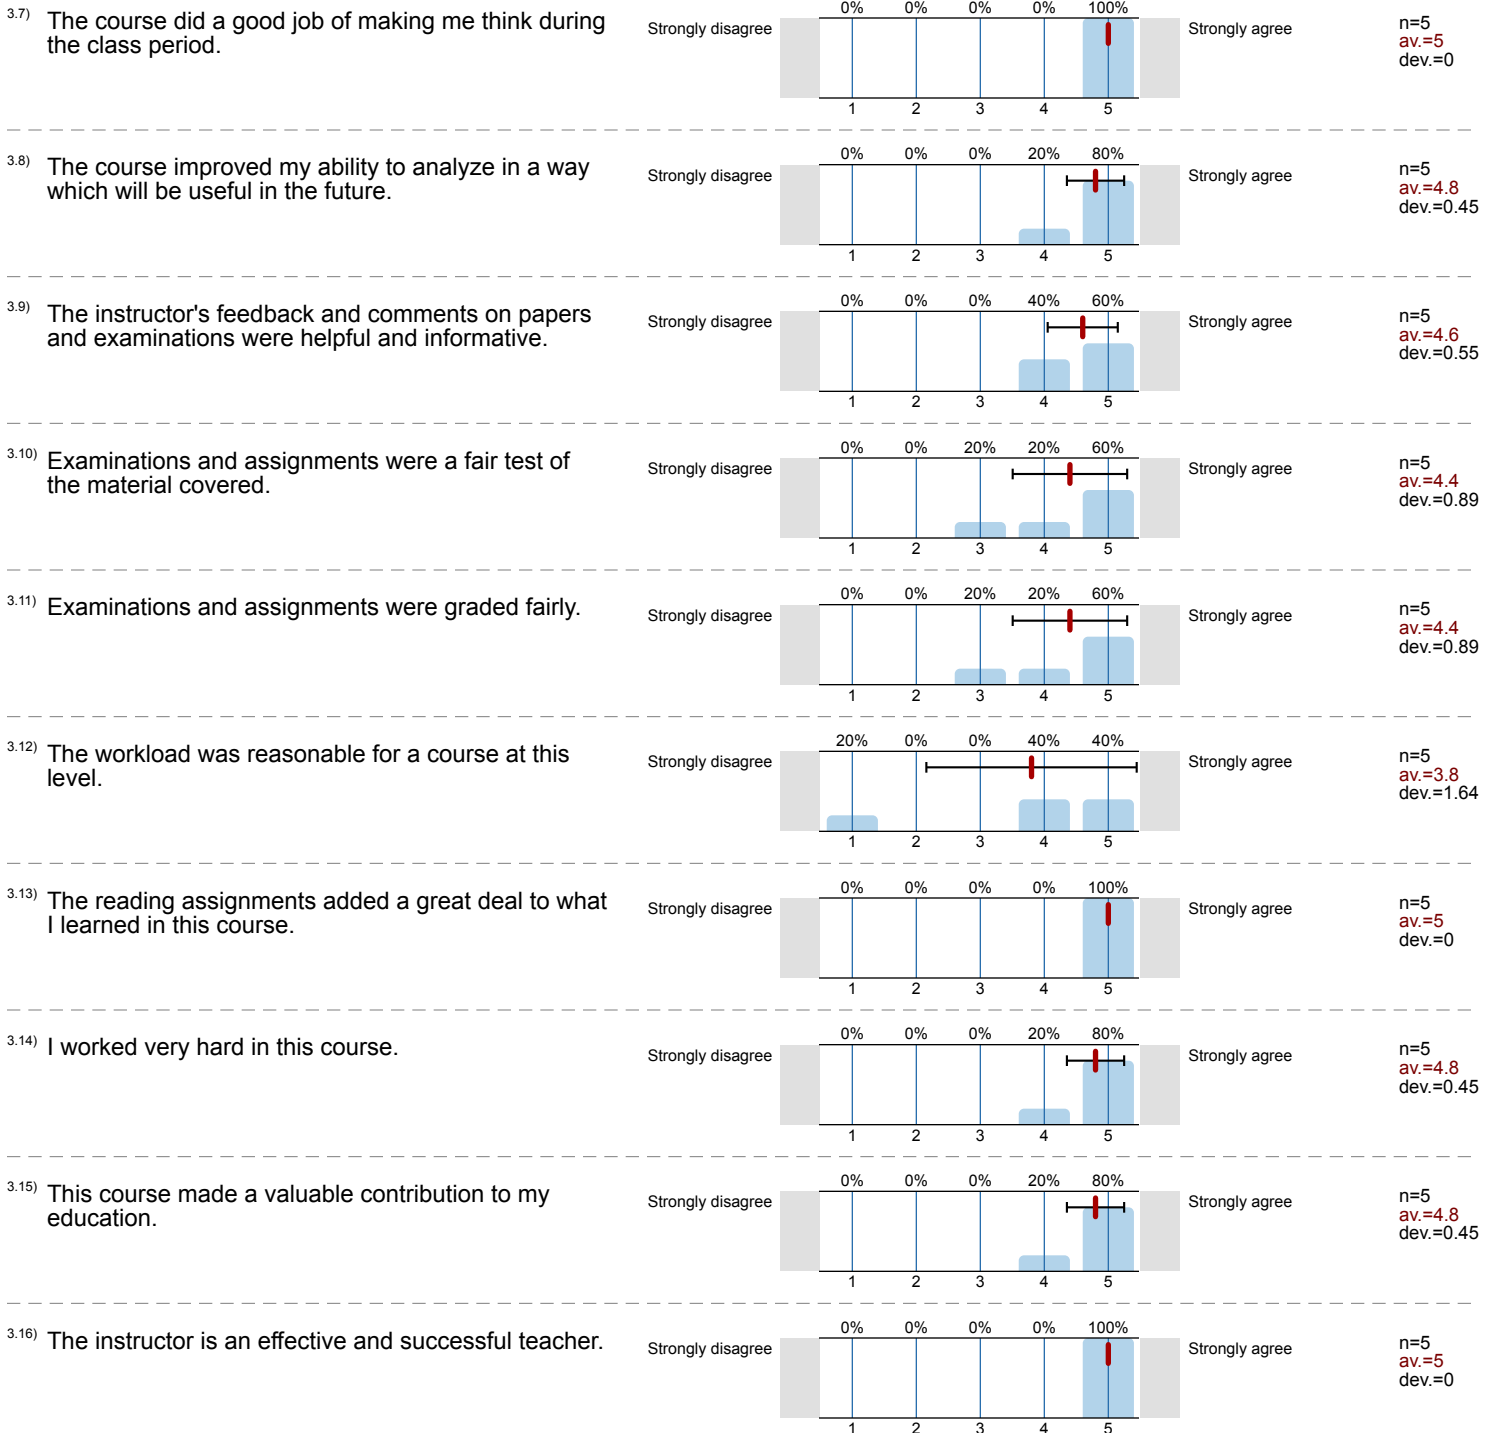 3.7) The course did a good job of making me think during
the class period.
Strongly disagree
0% 0% 0% 0% 100%
1 2 3 4 5
Strongly agree
n=5
av.=5
dev.=0
3.8) The course improved my ability to analyze in a way
which will be useful in the future.
Strongly disagree
0% 0% 0% 20% 80%
1 2 3 4 5
Strongly agree
n=5
av.=4.8
dev.=0.45
3.9) The instructor's feedback and comments on papers
and examinations were helpful and informative.
Strongly disagree
0% 0% 0% 40% 60%
1 2 3 4 5
Strongly agree
n=5
av.=4.6
dev.=0.55
3.10) Examinations and assignments were a fair test of
the material covered.
Strongly disagree
0% 0% 20% 20% 60%
1 2 3 4 5
Strongly agree
n=5
av.=4.4
dev.=0.89
3.11) Examinations and assignments were graded fairly.
Strongly disagree
0% 0% 20% 20% 60%
1 2 3 4 5
Strongly agree
n=5
av.=4.4
dev.=0.89
3.12) The workload was reasonable for a course at this
level.
Strongly disagree
20% 0% 0% 40% 40%
1 2 3 4 5
Strongly agree
n=5
av.=3.8
dev.=1.64
3.13) The reading assignments added a great deal to what
I learned in this course.
Strongly disagree
0% 0% 0% 0% 100%
1 2 3 4 5
Strongly agree
n=5
av.=5
dev.=0
3.14) I worked very hard in this course.
Strongly disagree
0% 0% 0% 20% 80%
1 2 3 4 5
Strongly agree
n=5
av.=4.8
dev.=0.45
3.15) This course made a valuable contribution to my
education.
Strongly disagree
0% 0% 0% 20% 80%
1 2 3 4 5
Strongly agree
n=5
av.=4.8
dev.=0.45
3.16) The instructor is an effective and successful teacher.
Strongly disagree
0% 0% 0% 0% 100%
1 2 3 4 5
Strongly agree
n=5
av.=5
dev.=0